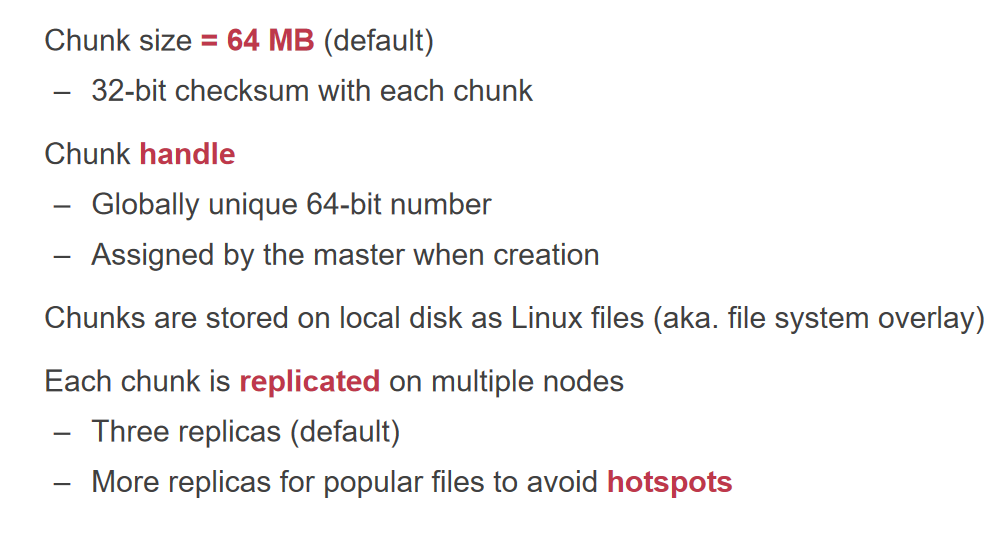 Chunk size = 64 MB (default)
– 32-bit checksum with each chunk
Chunk handle
– Globally unique 64-bit number
– Assigned by the master when creation
Chunks are stored on local disk as Linux files (aka. file system overlay)
Each chunk is replicated on multiple nodes
– Three replicas (default)
– More replicas for popular files to avoid hotspots